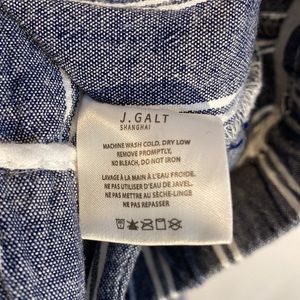 J.GALT
SHANGHAI
MACHINE WASH COLD, DRY LOW
REMOVE PROMPTLY,
NO BLEACH, DO NOT IRON
LAVAGE À LA MAIN À L'EAU FROIDE.
NE PAS UTILISER D'EAU DE JAVEL.
NE PAS METTRE AU SÈCHE-LINGE
NE PAS REPASSER